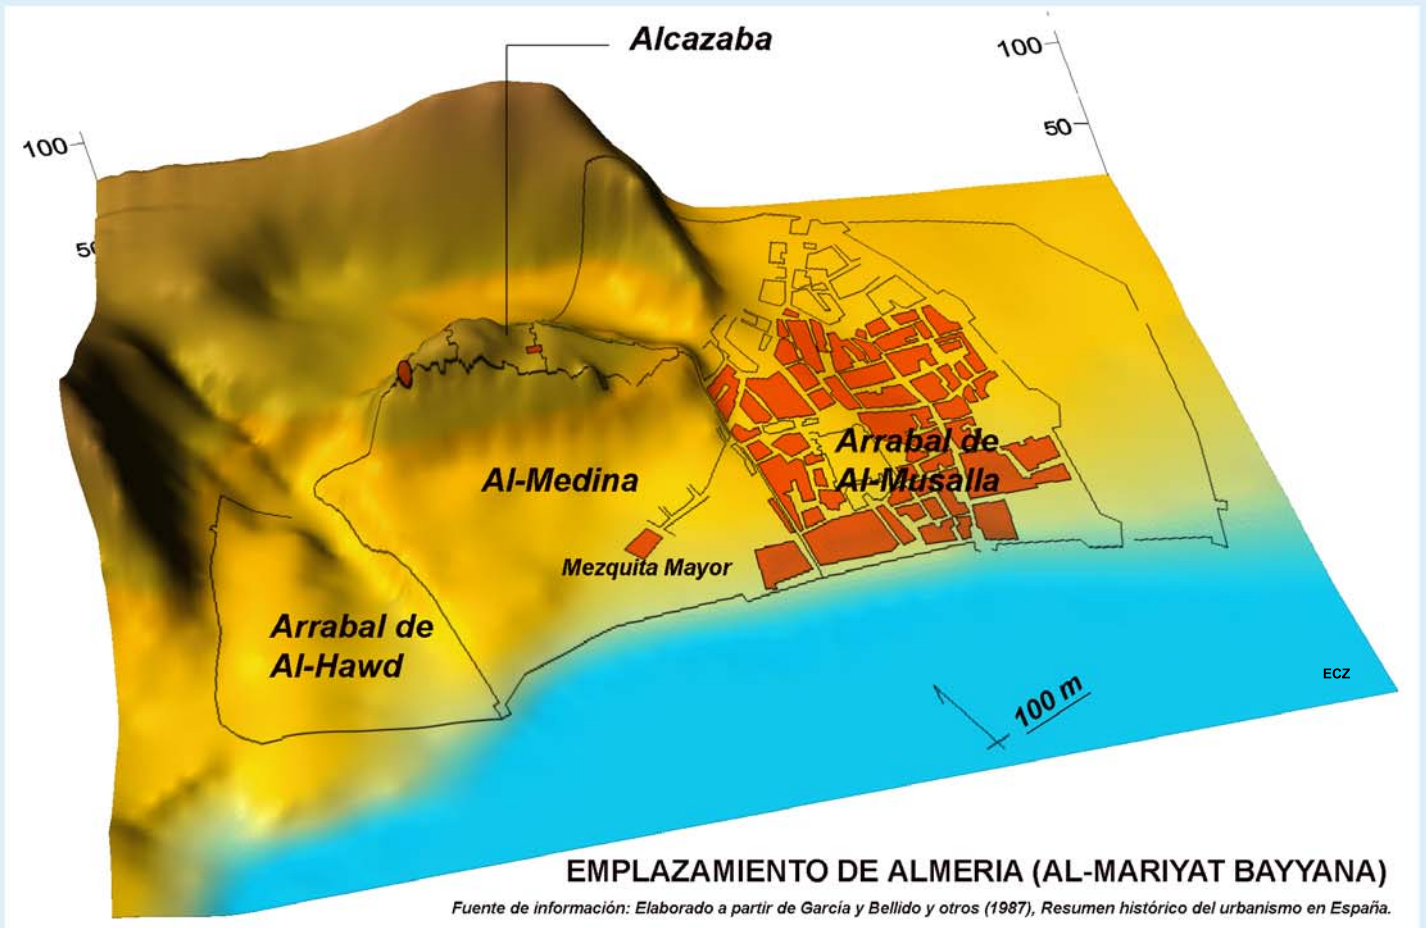 Alcazaba
100
50
100
50
Arrabal de
Al-Musalla
Al-Medina
Mezquita Mayor
Arrabal de
Al-Hawd
ECZ
100 m
EMPLAZAMIENTO DE ALMERIA (AL-MARIYAT BAYYANA)
Fuente de información: Elaborado a partir de García y Bellido y otros (1987), Resumen histórico del urbanismo en España.